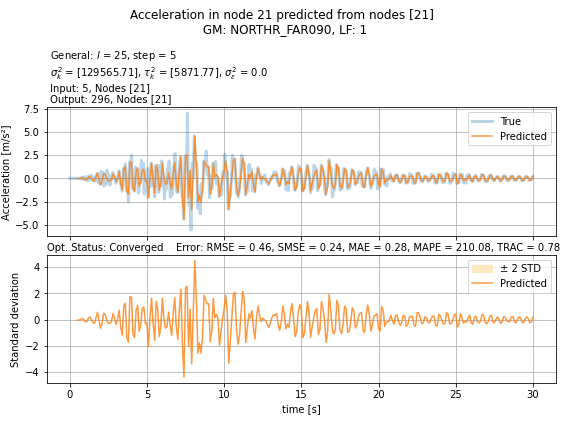 Acceleration in node 21 predicted from nodes [21]
GM: NORTHR_FAR090, LF: 1
General: l = 25, step = 5
σ²ₖ = [129565.71], τ²ₖ = [5871.77], σ²ε = 0.0
Input: 5, Nodes [21]
Output: 296, Nodes [21]
7.5
5.0
2.5
0.0
−2.5
−5.0
Acceleration [m/s²]
True
Predicted
Opt. Status: Converged Error: RMSE = 0.46, SMSE = 0.24, MAE = 0.28, MAPE = 210.08, TRAC = 0.78
4
2
0
−2
−4
Standard deviation
± 2 STD
Predicted
0 5 10 15 20 25 30
time [s]